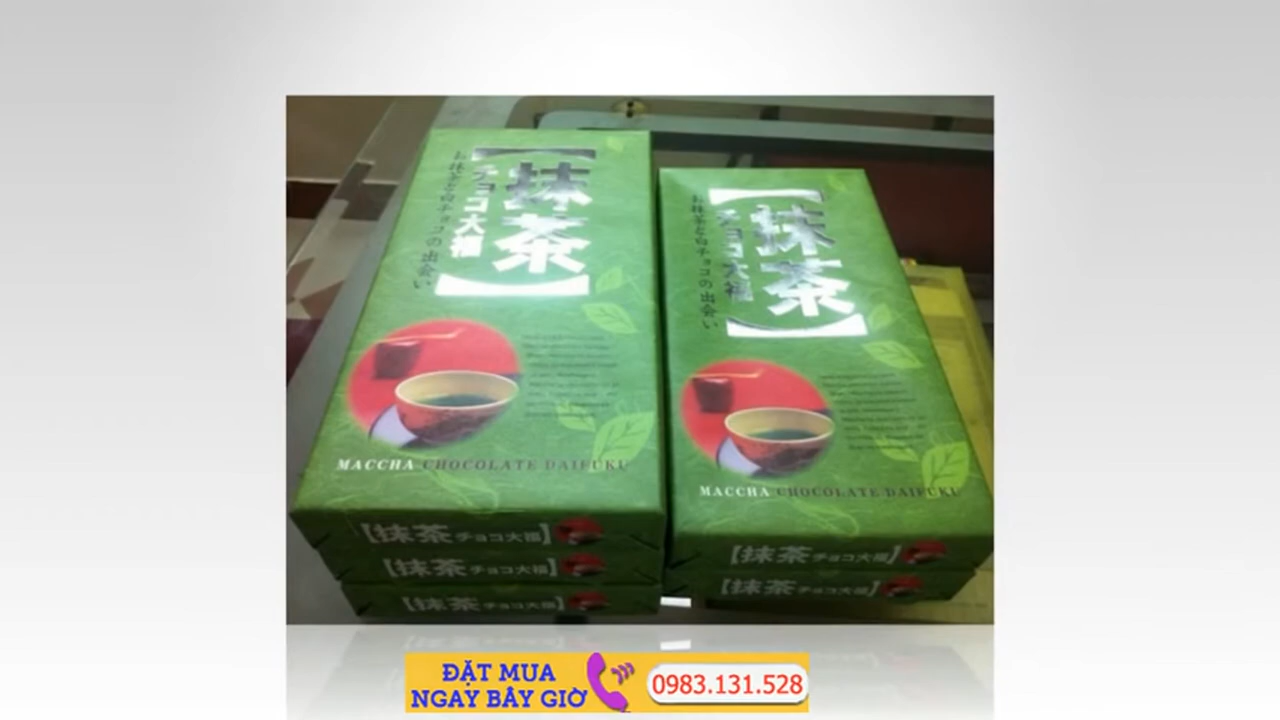 【抹茶】
チョコ大福
お抹茶と白チョコの出会い
MACCHA CHOCOLATE DAIFUKU
【抹茶チョコ大福】
【抹茶チョコ大福】
【抹茶チョコ大福】
【抹茶】
チョコ大福
お抹茶と白チョコの出会い
MACCHA CHOCOLATE DAIFUKU
【抹茶チョコ大福】
【抹茶チョコ大福】
ĐẶT MUA
NGAY BÂY GIỜ
0983.131.528